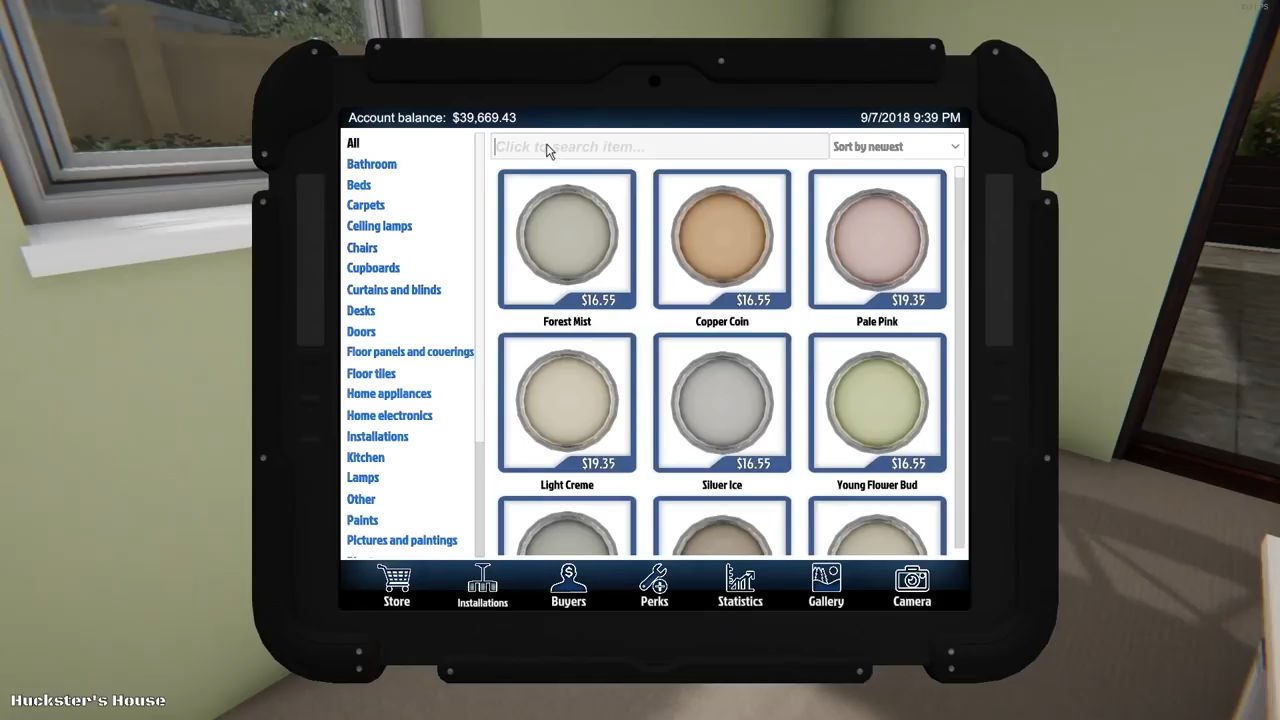 Account balance: $39,669.43
9/7/2018 9:39 PM
All
Bathroom
Beds
Carpets
Ceiling lamps
Chairs
Cupboards
Curtains and blinds
Desks
Doors
Floor panels and coverings
Floor tiles
Home appliances
Home electronics
Installations
Kitchen
Lamps
Other
Paints
Pictures and paintings
Click to search item...
Sort by newest
$16.55
$16.55
$19.35
Forest Mist
Copper Coin
Pale Pink
$19.35
$16.55
$16.55
Light Creme
Silver Ice
Young Flower Bud
Store
Installations
Buyers
Perks
Statistics
Gallery
Camera
Huckster's House